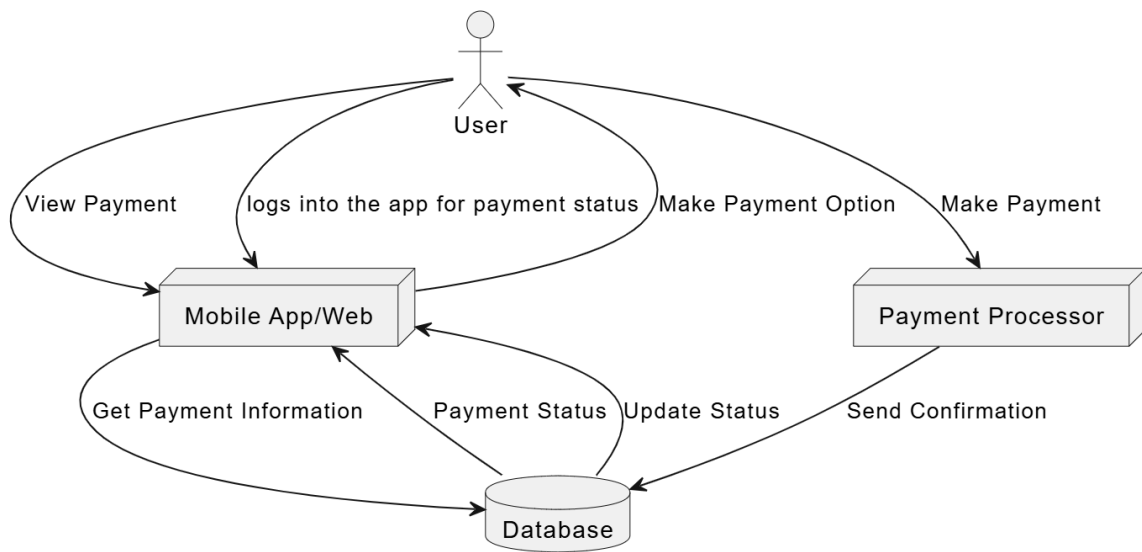 User
View Payment
logs into the app for payment status
Make Payment Option
Make Payment
Mobile App/Web
Payment Processor
Get Payment Information
Payment Status
Update Status
Send Confirmation
Database